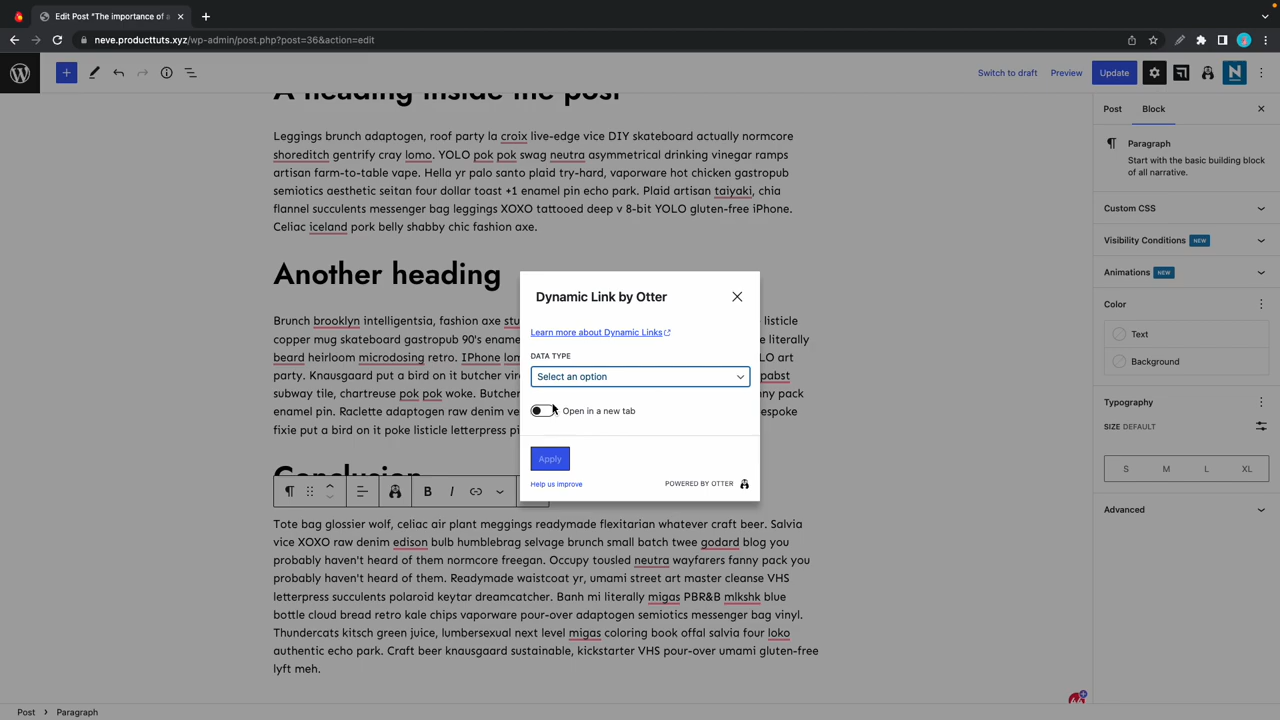 Edit Post "The importance of a
neve.producttuts.xyz/wp-admin/post.php?post=36&action=edit
Switch to draft
Preview
Update
A heading inside the post
Leggings brunch adaptogen, roof party la croix live-edge vice DIY skateboard actually normcore
shoreditch gentrify cray lomo. YOLO pok pok swag neutra asymmetrical drinking vinegar ramps
artisan farm-to-table vape. Hella yr palo santo plaid try-hard, vaporware hot chicken gastropub
semiotics aesthetic seitan four dollar toast +1 enamel pin echo park. Plaid artisan taiyaki, chia
flannel succulents messenger bag leggings XOXO tattooed deep v 8-bit YOLO gluten-free iPhone.
Celiac iceland pork belly shabby chic fashion axe.
Another heading
Brunch brooklyn intelligentsia, fashion axe listicle
copper mug skateboard gastropub 90's literally
beard heirloom microdosing retro. IPhone art
party. Knausgaard put a bird on it butcher pabst
subway tile, chartreuse pok pok woke. pack
enamel pin. Raclette adaptogen raw denim
fixie put a bird on it poke listicle letterpress
Conclusion
Tote bag glossier wolf, celiac air plant meggings readymade flexitarian whatever craft beer. Salvia
vice XOXO raw denim edison bulb humblebrag selvage brunch small batch twee godard blog you
probably haven't heard of them normcore freegan. Occupy tousled neutra wayfarers fanny pack you
probably haven't heard of them. Readymade waistcoat yr, umami street art master cleanse VHS
letterpress succulents polaroid keytar dreamcatcher. Banh mi literally migas PBR&B mlkshk blue
bottle cloud bread retro kale chips vaporware pour-over adaptogen semiotics messenger bag vinyl.
Thundercats kitsch green juice, lumbersexual next level migas coloring book offal salvia four loko
authentic echo park. Craft beer knausgaard sustainable, kickstarter VHS pour-over umami gluten-free
lyft meh.
Dynamic Link by Otter
Learn more about Dynamic Links
DATA TYPE
Select an option
Open in a new tab
Apply
Help us improve
POWERED BY OTTER
Post
Block
Paragraph
Start with the basic building block
of all narrative.
Custom CSS
Visibility Conditions NEW
Animations NEW
Color
Text
Background
Typography
SIZE DEFAULT
S M L XL
Advanced
Post
Paragraph